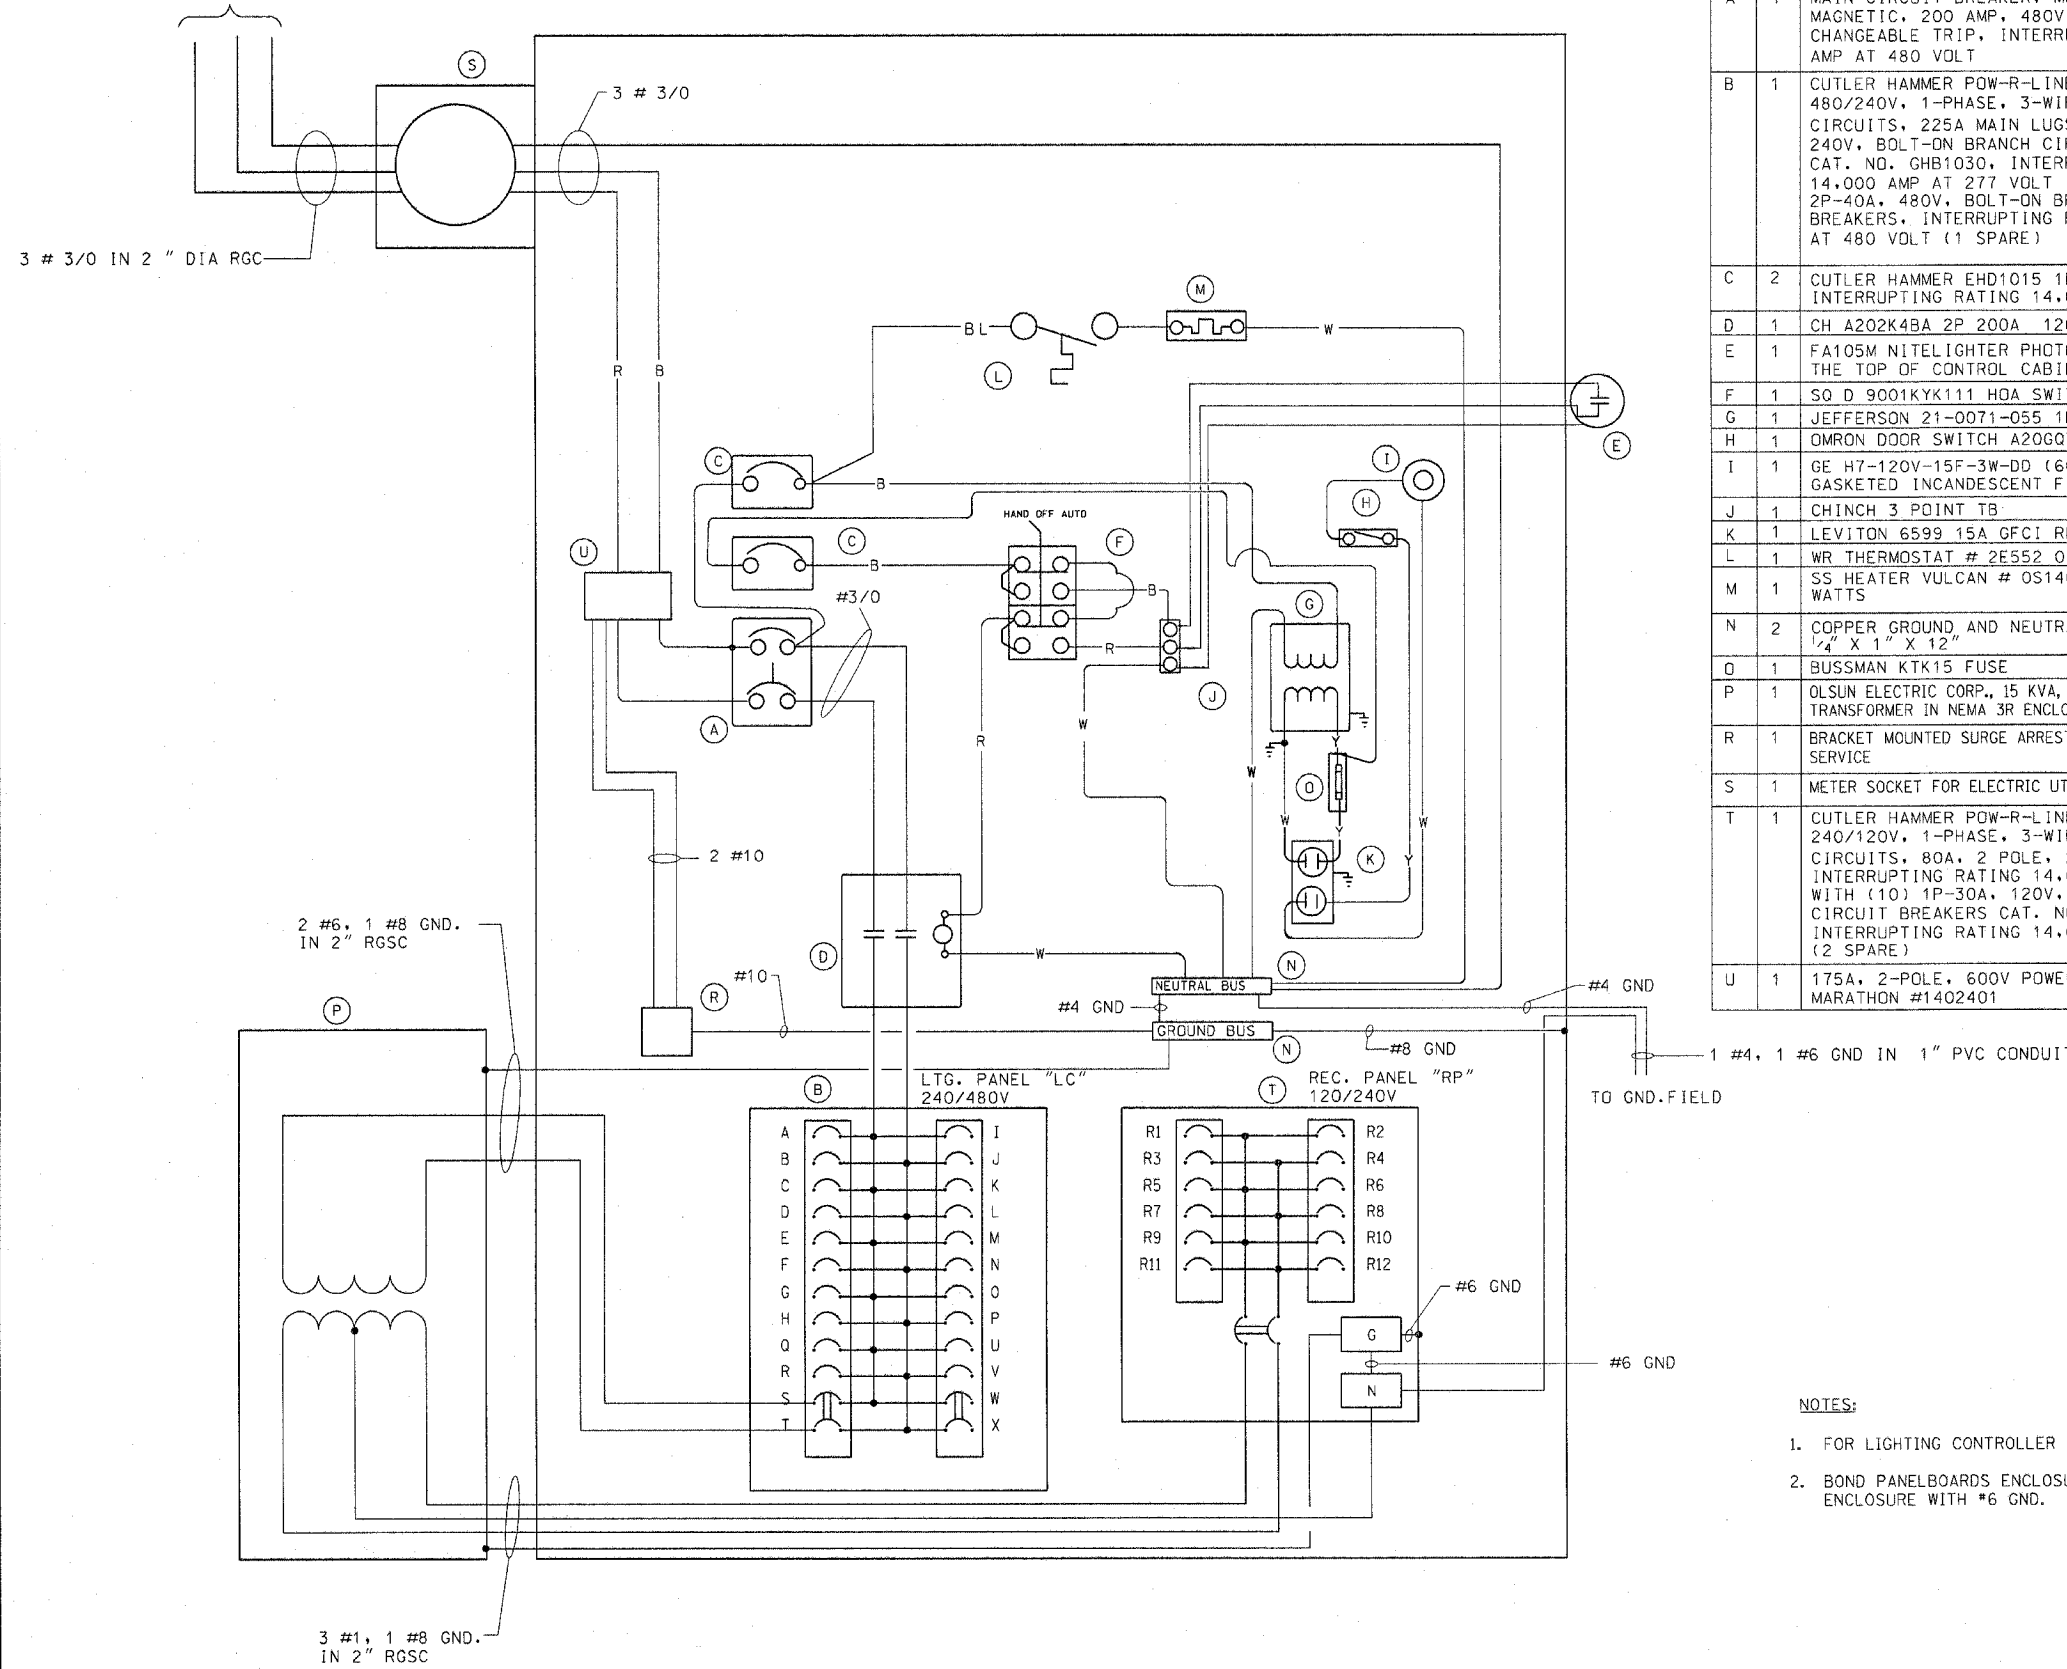 S
3 # 3/0
3 # 3/0 IN 2 " DIA RGC
M
BL
W
L
R
B
E
C
B
I
H
HAND OFF AUTO
C
F
U
B
#3/0
B
G
R
J
A
W
R
W
Y
O
W
Y
W
K
Y
2 #10
2 #6, 1 #8 GND.
IN 2" RGSC
D
W
N
#10
R
NEUTRAL BUS
#4 GND
#4 GND
P
#4 GND
GROUND BUS
N
#8 GND
1 #4, 1 #6 GND IN 1" PVC CONDUIT
TO GND.FIELD
B
LTG. PANEL "LC"
240/480V
T
REC. PANEL "RP"
120/240V
A I
B J
C K
D L
E M
F N
G O
H P
Q U
R V
S W
T X
R1 R2
R3 R4
R5 R6
R7 R8
R9 R10
R11 R12
#6 GND
G
#6 GND
N
3 #1, 1 #8 GND.
IN 2" RGSC
MAGNETIC, 200 AMP, 480V
CHANGEABLE TRIP, INTERR
AMP AT 480 VOLT
B 1 CUTLER HAMMER POW-R-LIN
480/240V, 1-PHASE, 3-WI
CIRCUITS, 225A MAIN LUG
240V, BOLT-ON BRANCH CI
CAT. NO. GHB1030, INTER
14,000 AMP AT 277 VOLT
2P-40A, 480V, BOLT-ON B
BREAKERS, INTERRUPTING
AT 480 VOLT (1 SPARE)
C 2 CUTLER HAMMER EHD1015 1
INTERRUPTING RATING 14,
D 1 CH A202K4BA 2P 200A 12
E 1 FA105M NITELIGHTER PHOT
THE TOP OF CONTROL CABI
F 1 SQ D 9001KYK111 HOA SWI
G 1 JEFFERSON 21-0071-055 1
H 1 OMRON DOOR SWITCH A20GQ
I 1 GE H7-120V-15F-3W-DD (6
GASKETED INCANDESCENT F
J 1 CHINCH 3 POINT TB
K 1 LEVITON 6599 15A GFCI R
L 1 WR THERMOSTAT # 2E552 0
M 1 SS HEATER VULCAN # OS14
WATTS
N 2 COPPER GROUND AND NEUTR
1/4" X 1" X 12"
O 1 BUSSMAN KTK15 FUSE
P 1 OLSUN ELECTRIC CORP., 15 KVA,
TRANSFORMER IN NEMA 3R ENCLO
R 1 BRACKET MOUNTED SURGE ARREST
SERVICE
S 1 METER SOCKET FOR ELECTRIC UT
T 1 CUTLER HAMMER POW-R-LIN
240/120V, 1-PHASE, 3-WI
CIRCUITS, 80A, 2 POLE,
INTERRUPTING RATING 14,
WITH (10) 1P-30A, 120V,
CIRCUIT BREAKERS CAT. N
INTERRUPTING RATING 14,
(2 SPARE)
U 1 175A, 2-POLE, 600V POWE
MARATHON #1402401
NOTES:
1. FOR LIGHTING CONTROLLER
2. BOND PANELBOARDS ENCLOSU
ENCLOSURE WITH #6 GND.